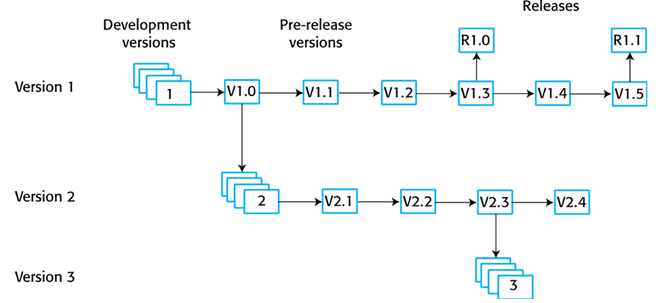 Releases
Development
versions
Pre-release
versions
R1.0
R1.1
Version 1
1
V1.0
V1.1
V1.2
V1.3
V1.4
V1.5
Version 2
2
V2.1
V2.2
V2.3
V2.4
Version 3
3